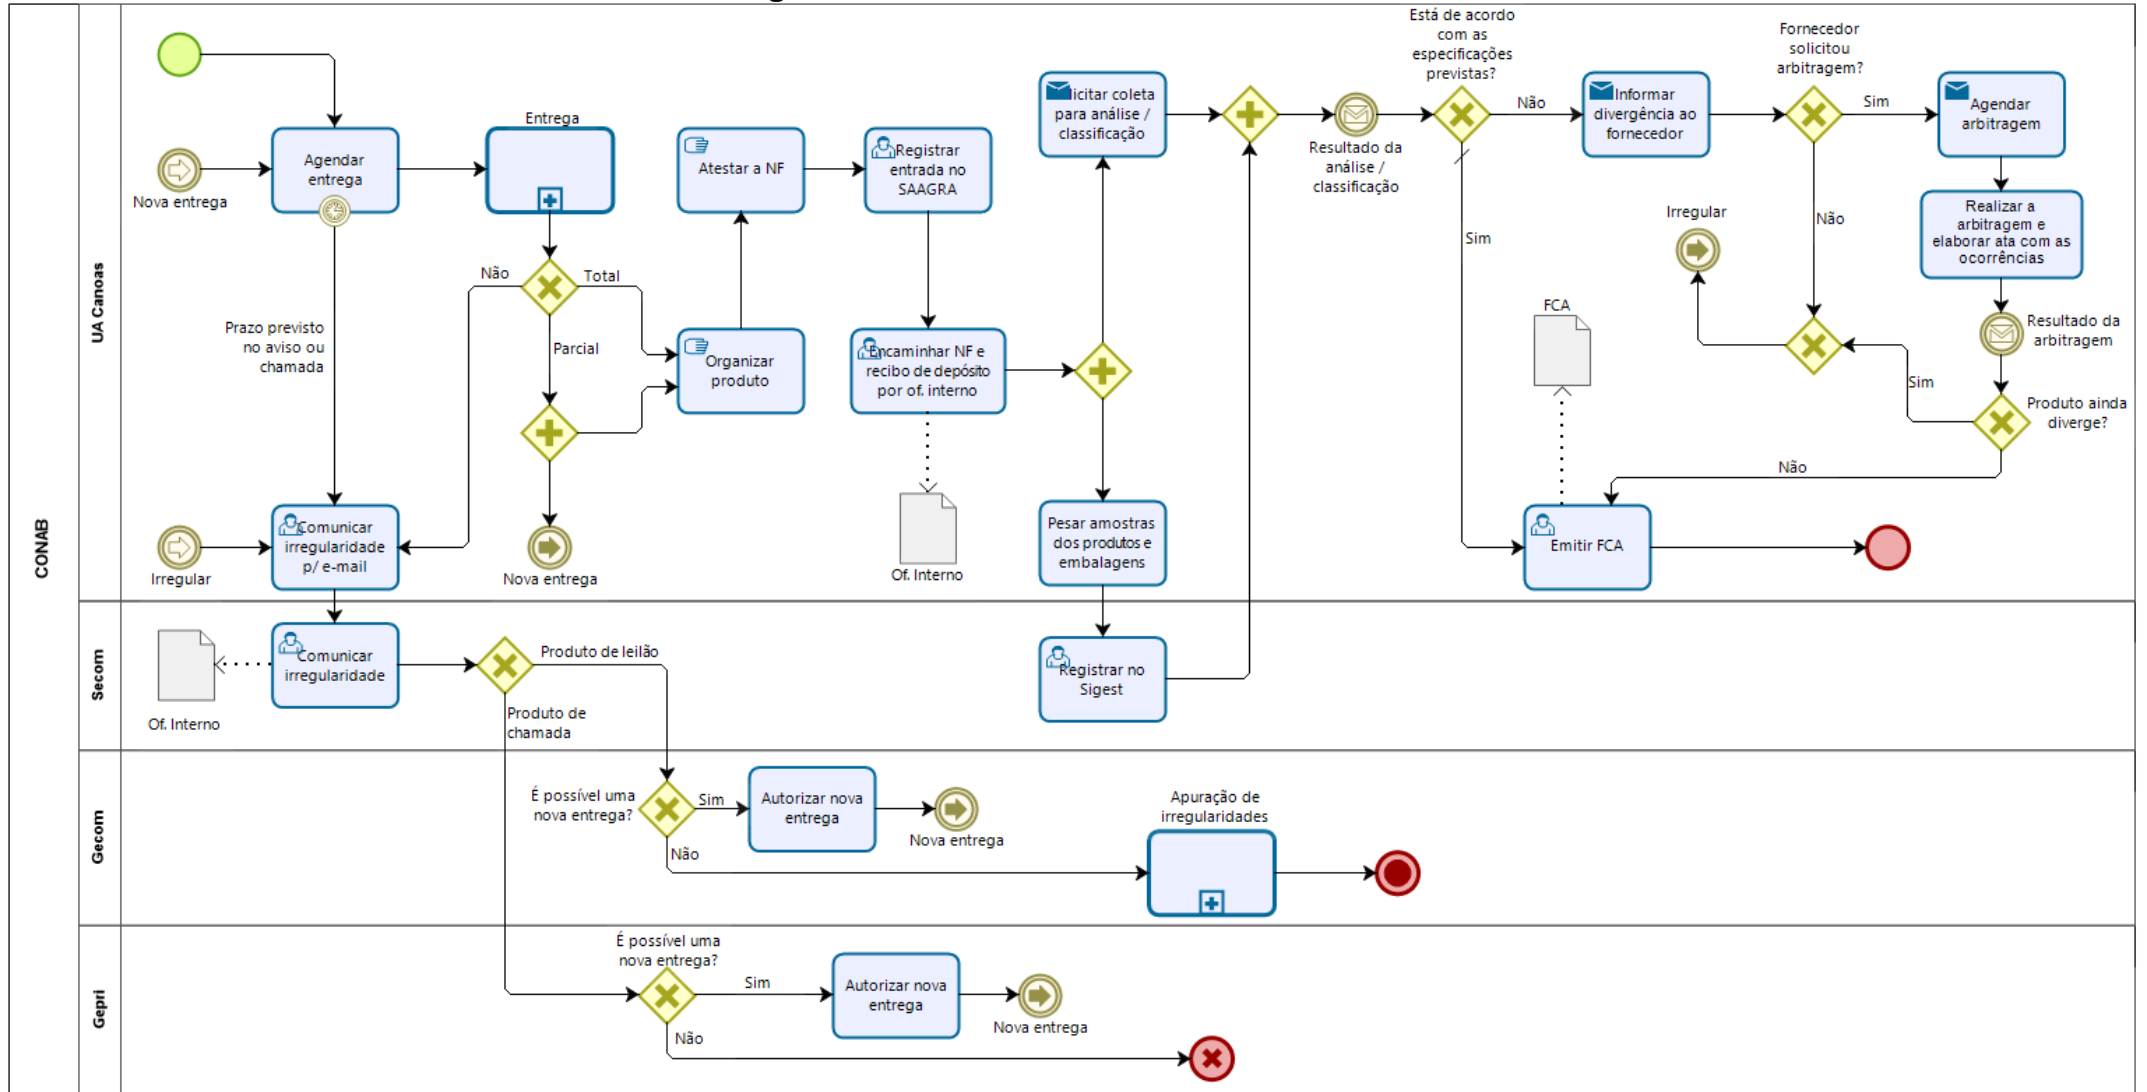 CONAB
UA Canoas
Nova entrega
Agendar
entrega
Prazo previsto
no aviso ou
chamada
Irregular
Comunicar
irregularidade
p/ e-mail
Entrega
Não
Total
Parcial
Nova entrega
Organizar
produto
Atestar a NF
Registrar
entrada no
SAAGRA
Encaminhar NF e
recibo de depósito
por of. interno
Of. Interno
licitar coleta
para análise /
classificação
Pesar amostras
dos produtos e
embalagens
Resultado da
análise /
classificação
Está de acordo
com as
especificações
previstas?
Não
Sim
Informar
divergência ao
fornecedor
Fornecedor
solicitou
arbitragem?
Sim
Não
Agendar
arbitragem
Realizar a
arbitragem e
elaborar ata com as
ocorrências
Resultado da
arbitragem
Produto ainda
diverge?
Sim
Não
Irregular
FCA
Emitir FCA
Secom
Of. Interno
Comunicar
irregularidade
Produto de leilão
Produto de
chamada
Registrar no
Sigest
Gecom
É possível uma
nova entrega?
Sim
Não
Autorizar nova
entrega
Nova entrega
Apuração de
irregularidades
Gepri
É possível uma
nova entrega?
Sim
Não
Autorizar nova
entrega
Nova entrega